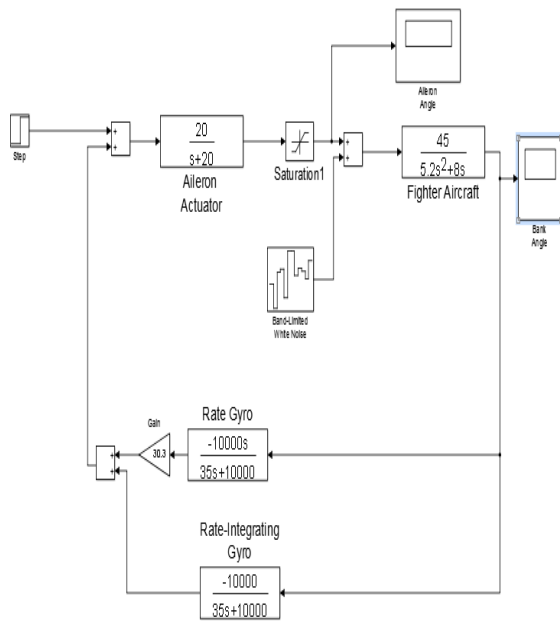 Aileron
Angle
Step
+
+
20
s+20
Aileron
Actuator
Saturation1
+
+
45
5.2s²+8s
Fighter Aircraft
Bank
Angle
Band-Limited
White Noise
Gain
30.3
Rate Gyro
-10000s
35s+10000
+
+
Rate-Integrating
Gyro
-10000
35s+10000